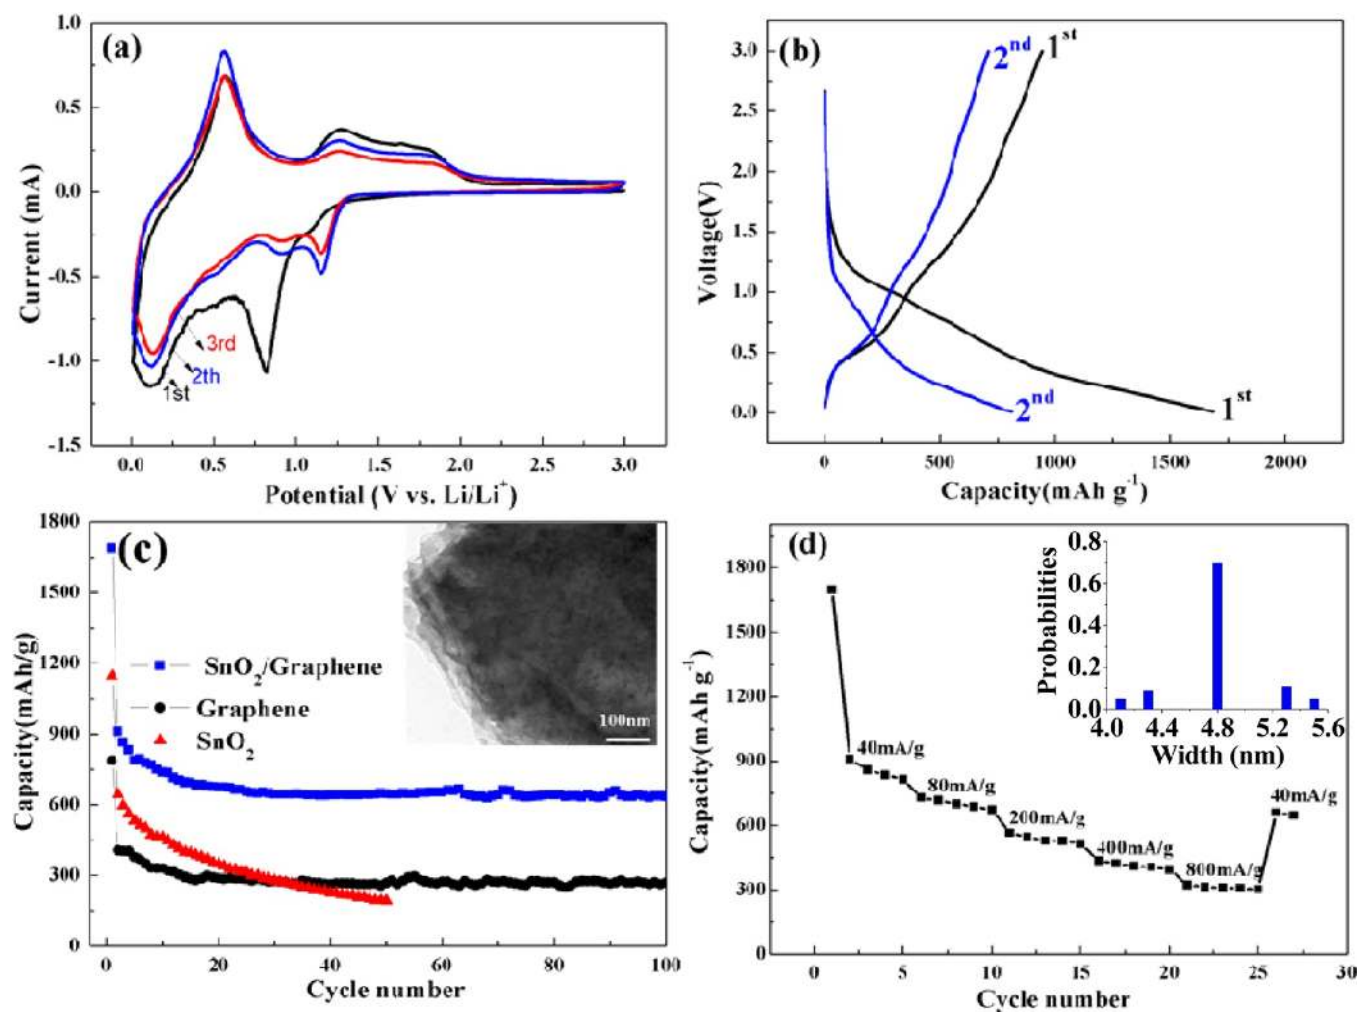 (a)
1.0
0.5
0.0
-0.5
-1.0
-1.5
Current (mA)
3rd
2th
1st
0.0 0.5 1.0 1.5 2.0 2.5 3.0
Potential (V vs. Li/Li⁺)
(b)
2ⁿᵈ
1ˢᵗ
3.0
2.5
2.0
1.5
1.0
0.5
0.0
Voltage(V)
2ⁿᵈ
1ˢᵗ
0 500 1000 1500 2000
Capacity(mAh g⁻¹)
(c)
1800
1500
1200
900
600
300
0
Capacity(mAh/g)
SnO₂/Graphene
Graphene
SnO₂
100nm
0 20 40 60 80 100
Cycle number
(d)
1800
1500
1200
900
600
300
0
Capacity(mAh g⁻¹)
0.8
0.6
0.4
0.2
0.0
Probabilities
4.0 4.4 4.8 5.2 5.6
Width (nm)
40mA/g
80mA/g
200mA/g
400mA/g
800mA/g
40mA/g
0 5 10 15 20 25 30
Cycle number